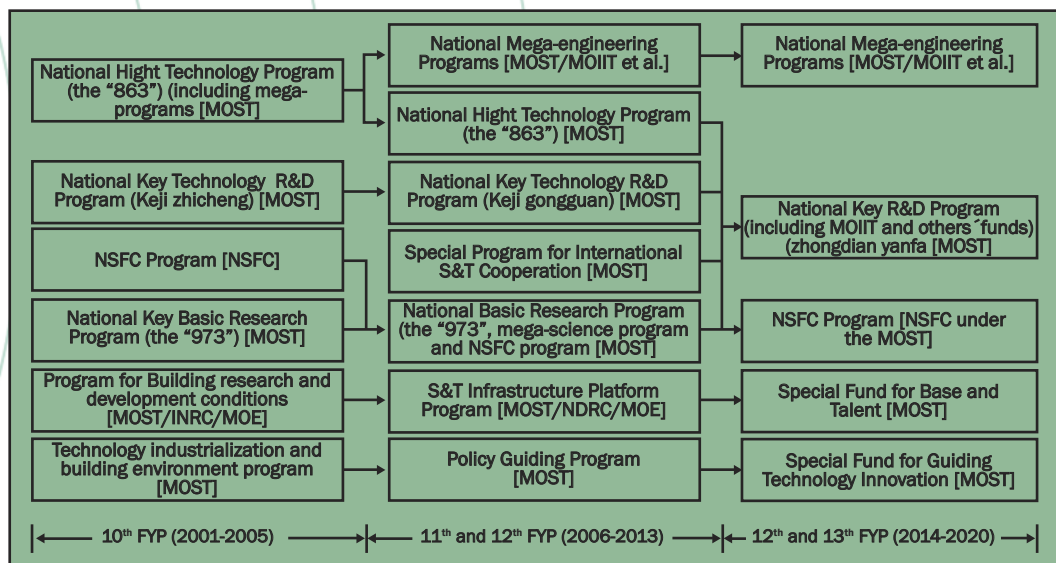 National Hight Technology Program
(the “863”) (including mega-
programs [MOST]
National Key Technology R&D
Program (Keji zhicheng) [MOST]
NSFC Program [NSFC]
National Key Basic Research
Program (the “973”) [MOST]
Program for Building research and
development conditions
[MOST/INRC/MOE]
Technology industrialization and
building environment program
[MOST]
National Mega-engineering
Programs [MOST/MOIIT et al.]
National Hight Technology Program
(the “863”) [MOST]
National Key Technology R&D
Program (Keji gongguan) [MOST]
Special Program for International
S&T Cooperation [MOST]
National Basic Research Program
(the “973”, mega-science program
and NSFC program [MOST]
S&T Infrastructure Platform
Program [MOST/NDRC/MOE]
Policy Guiding Program
[MOST]
National Mega-engineering
Programs [MOST/MOIIT et al.]
National Key R&D Program
(including MOIIT and others´funds)
(zhongdian yanfa [MOST]
NSFC Program [NSFC under
the MOST]
Special Fund for Base and
Talent [MOST]
Special Fund for Guiding
Technology Innovation [MOST]
10th FYP (2001-2005)
11th and 12th FYP (2006-2013)
12th and 13th FYP (2014-2020)